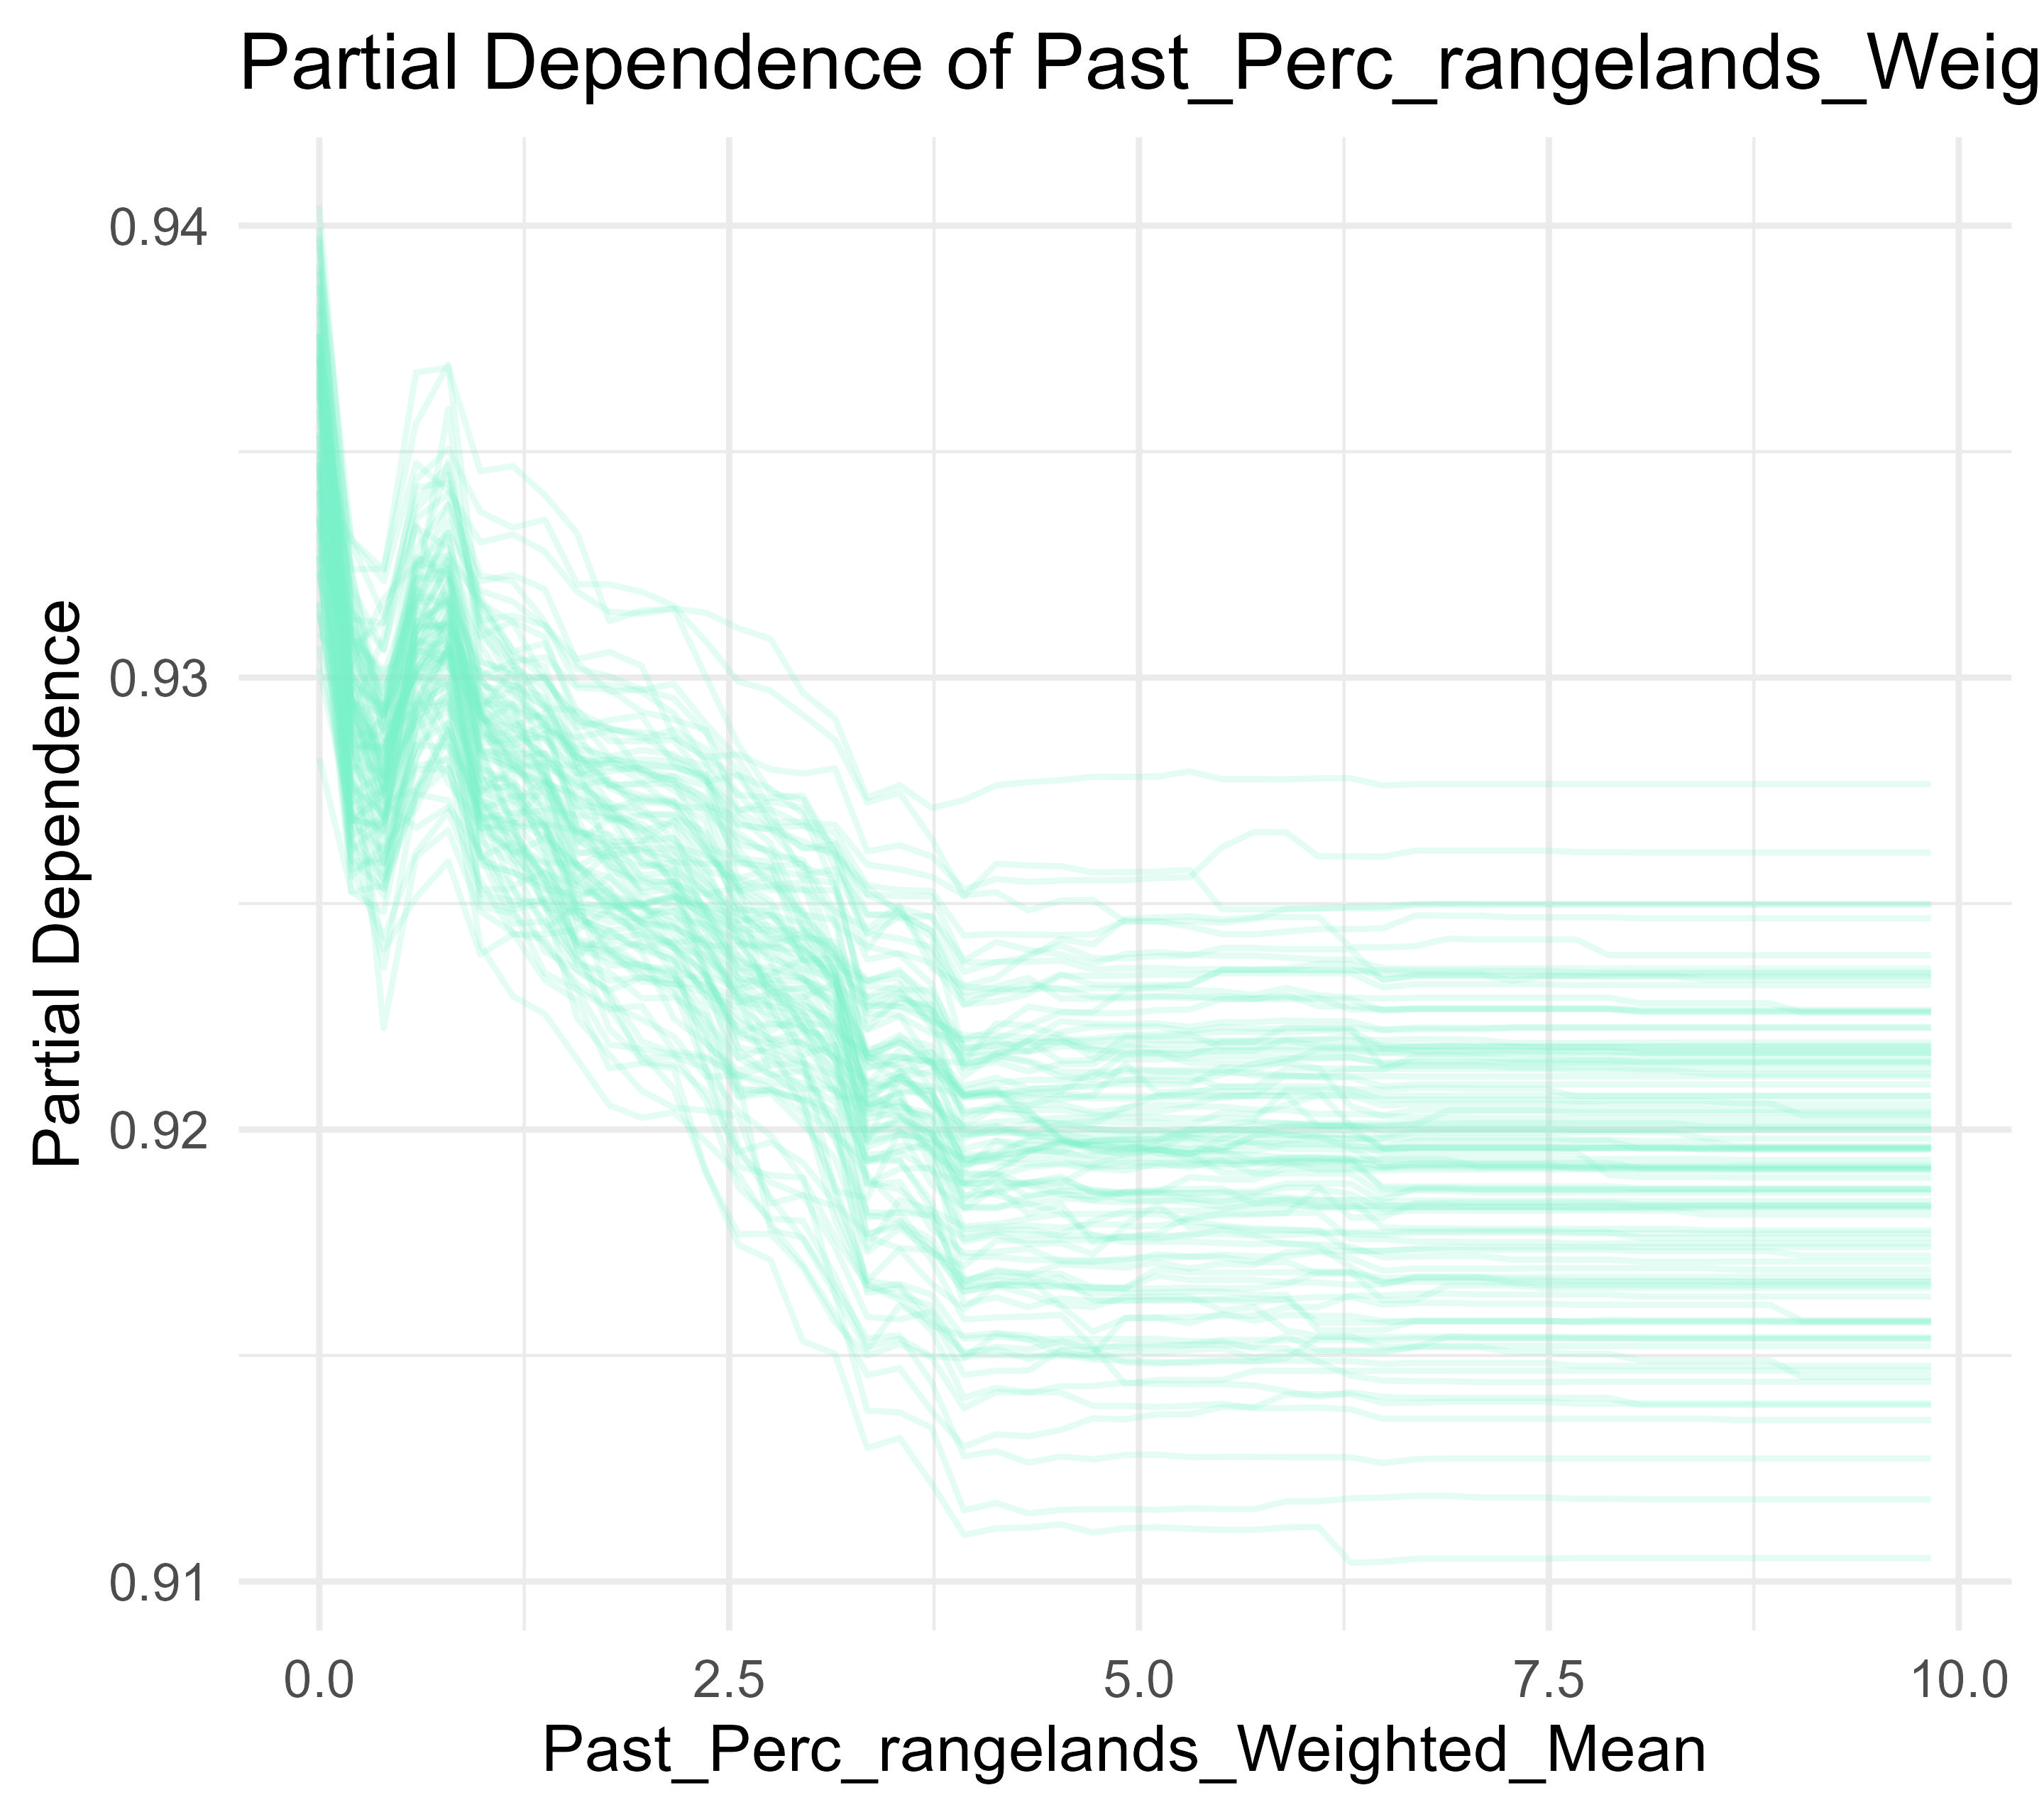 Partial Dependence of Past_Perc_rangelands_Weig
0.94
0.93
0.92
0.91
Partial Dependence
0.0 2.5 5.0 7.5 10.0
Past_Perc_rangelands_Weighted_Mean